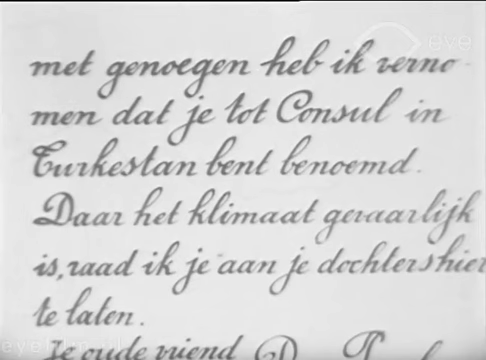 met genoegen heb ik verno-
men dat je tot Consul in
Turkestan bent benoemd.
Daar het klimaat gevaarlijk
is, raad ik je aan je dochters hier
te laten.
Je oude vriend
eye